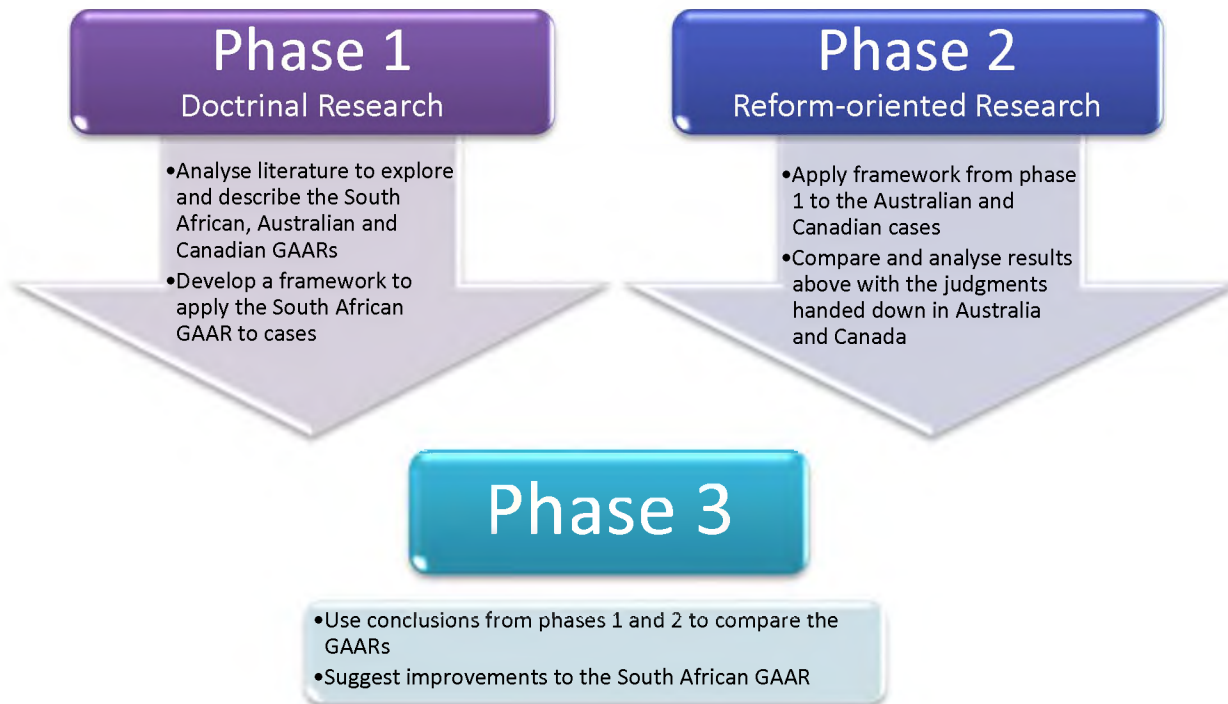 Phase 1
Doctrinal Research
•Analyse literature to explore
and describe the South
African, Australian and
Canadian GAARs
•Develop a framework to
apply the South African
GAAR to cases
Phase 2
Reform-oriented Research
•Apply framework from phase
1 to the Australian and
Canadian cases
•Compare and analyse results
above with the judgments
handed down in Australia
and Canada
Phase 3
•Use conclusions from phases 1 and 2 to compare the
GAARs
•Suggest improvements to the South African GAAR